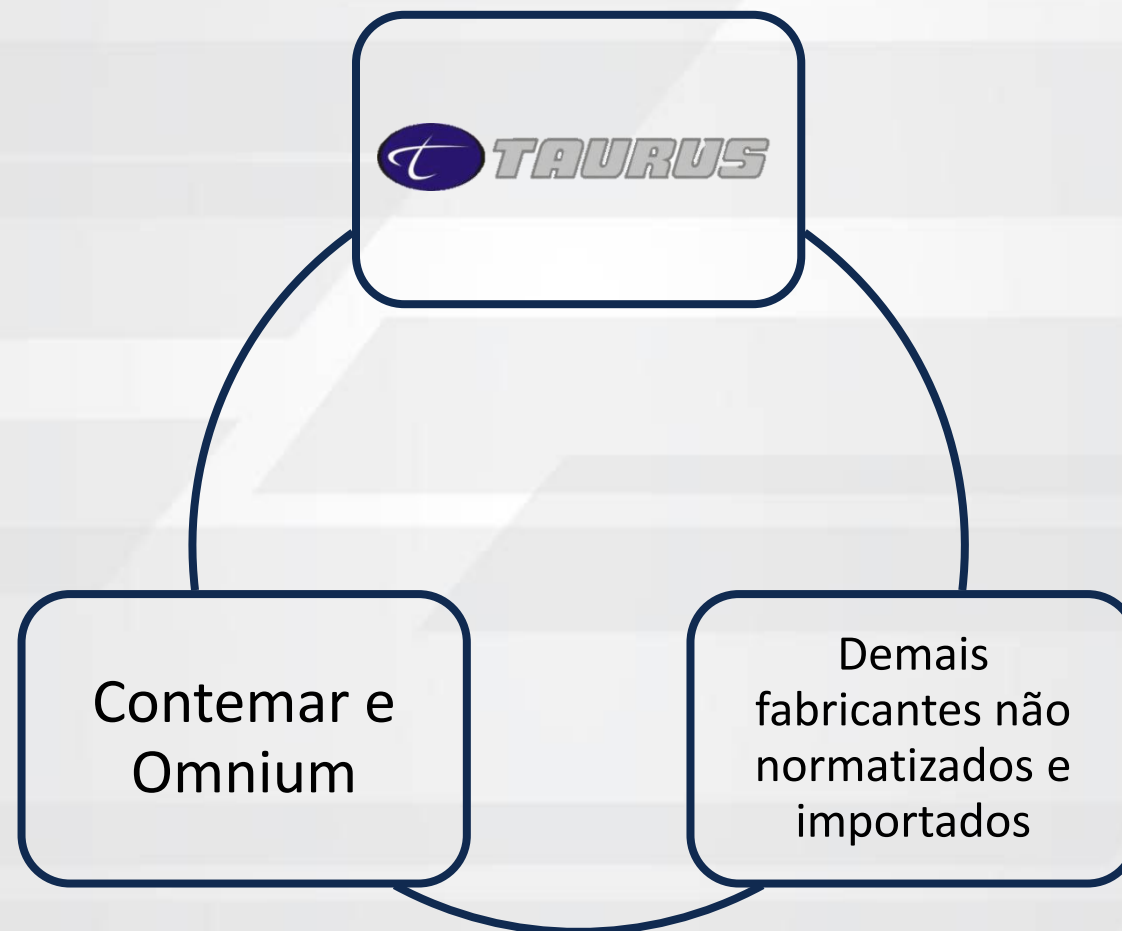 TAURUS
Contemar e
Omnium
Demais
fabricantes não
normatizados e
importados